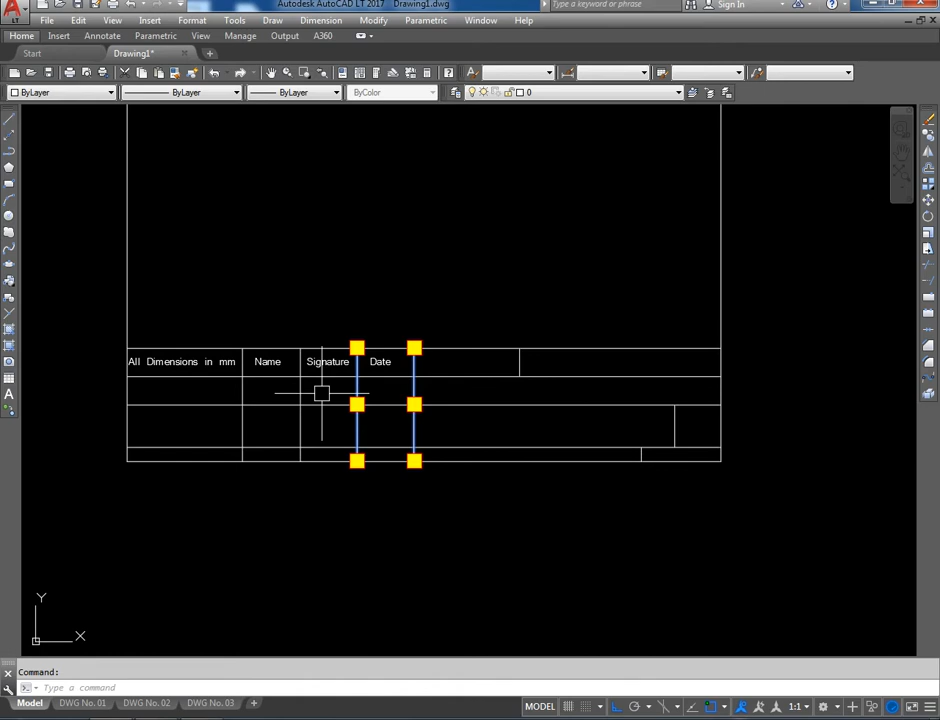 Autodesk AutoCAD LT 2017 Drawing1.dwg
Type a keyword or phrase
Sign In
LT
File Edit View Insert Format Tools Draw Dimension Modify Parametric Window Help
Home Insert Annotate Parametric View Manage Output A360
Start Drawing1*
ByLayer ByLayer ByLayer ByColor 0
All Dimensions in mm Name Signature Date
Y
X
Command:
Type a command
Model DWG No. 01 DWG No. 02 DWG No. 03
MODEL 1:1